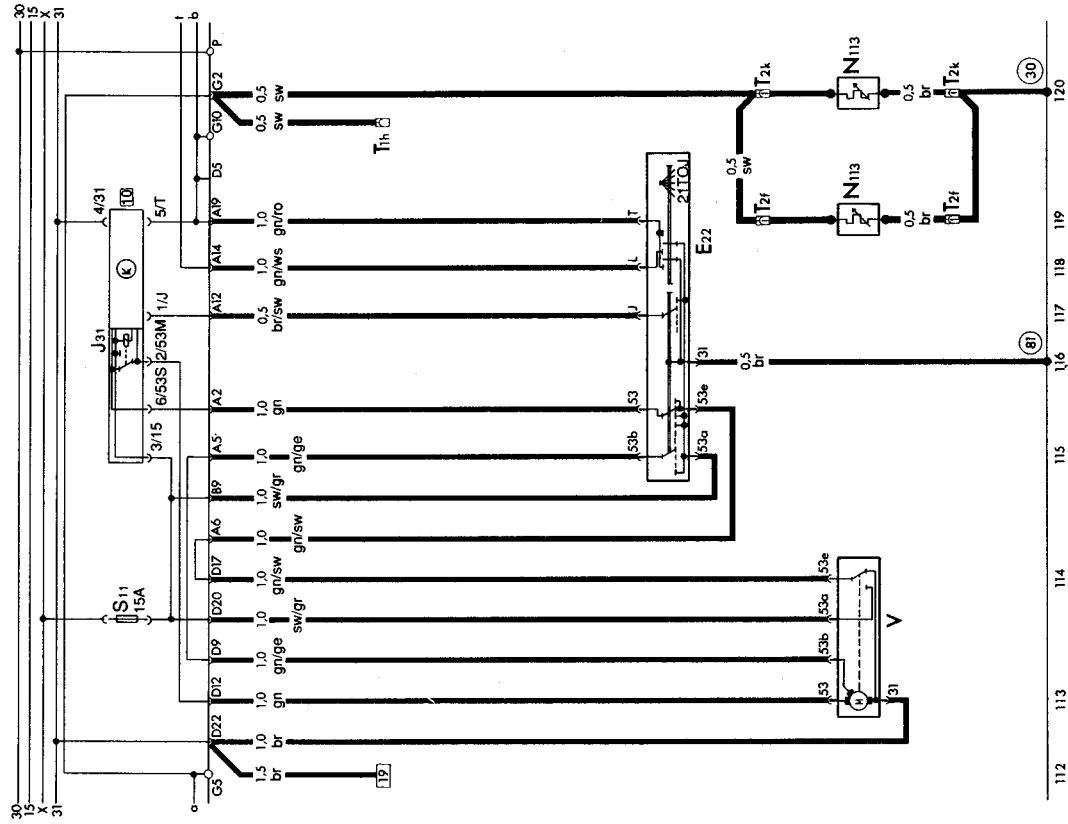 30
15
X
31
a
G5
D22
D12
D9
D20
D17
A6
B9
A5
A2
A12
A14
A19
D5
G10
G2
P
30
15
X
31
t
b
S11
15A
J31
K
10
3/15
6/53S
2/53M
1/J
5/T
4/31
1,5
br
1,0
br
1,0
gn
1,0
gn/ge
1,0
sw/gr
1,0
gn/sw
1,0
gn/sw
1,0
sw/gr
1,0
gn/ge
1,0
gn
0,5
br/sw
1,0
gn/ws
1,0
gn/ro
0,5
sw
0,5
sw
19
T1h
53b
53
J
L
T
53a
53e
31
21TOJ
E22
0,5
br
53
53b
53a
53e
M
31
V
0,5
sw
T2f
T2k
N113
N113
0,5
br
0,5
br
T2f
T2k
81
30
112
113
114
115
116
117
118
119
120